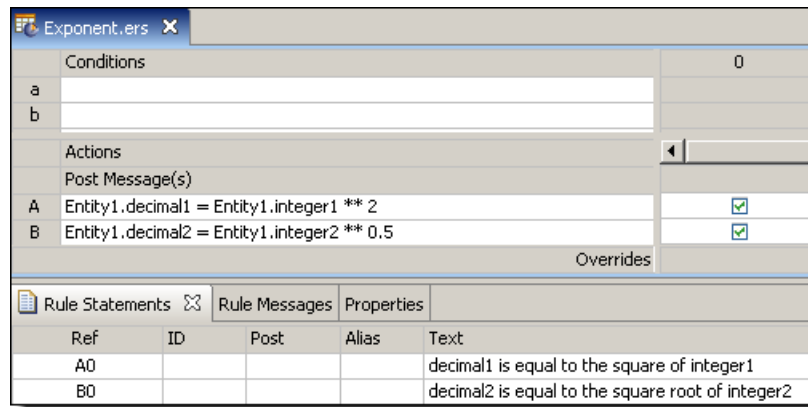 Exponent.ers
Conditions 0
a
b
Actions
Post Message(s)
A Entity1.decimal1 = Entity1.integer1 ** 2
B Entity1.decimal2 = Entity1.integer2 ** 0.5
Overrides
Rule Statements Rule Messages Properties
Ref ID Post Alias Text
A0 decimal1 is equal to the square of integer1
B0 decimal2 is equal to the square root of integer2